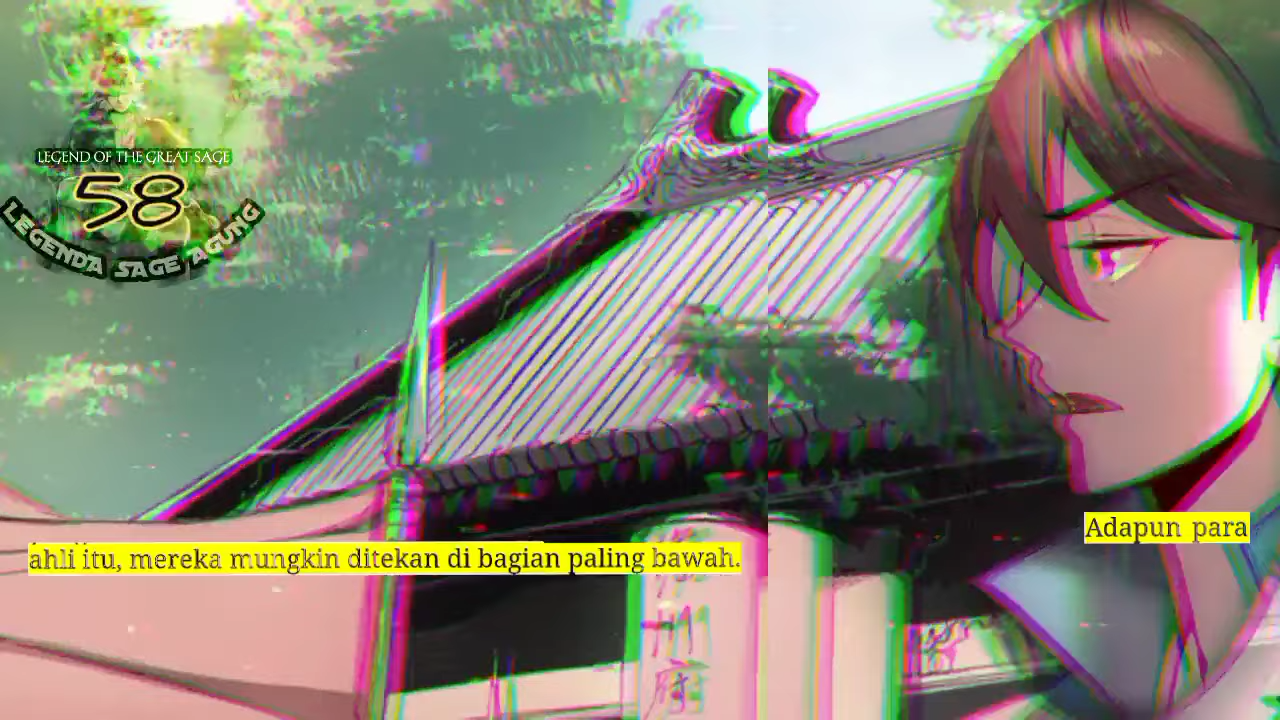 LEGEND OF THE GREAT SAGE
58
LEGENDA SAGE AGUNG
Adapun para
ahli itu, mereka mungkin ditekan di bagian paling bawah.